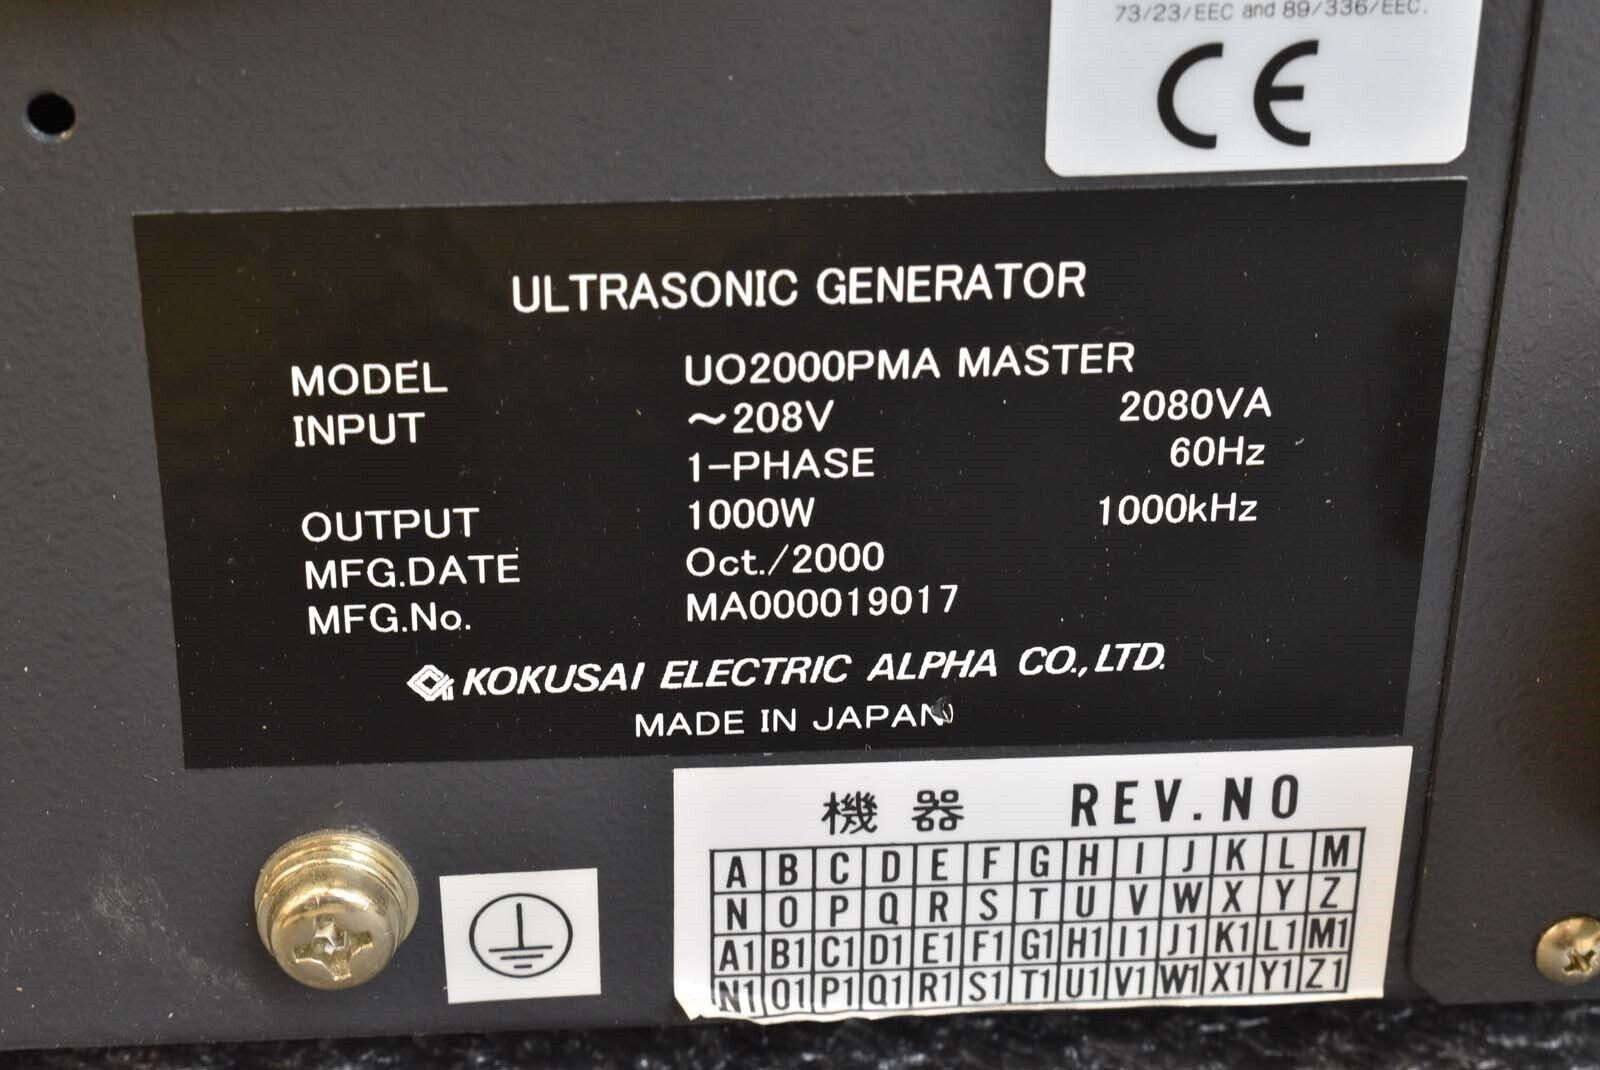 73/23/EEC and 89/336/EEC.
CE
ULTRASONIC GENERATOR
MODEL UO2000PMA MASTER
INPUT ~208V 2080VA
1-PHASE 60Hz
OUTPUT 1000W 1000kHz
MFG.DATE Oct./2000
MFG.No. MA000019017
KOKUSAI ELECTRIC ALPHA CO.,LTD.
MADE IN JAPAN
機器 REV.NO
A B C D E F G H I J K L M
N O P Q R S T U V W X Y Z
A1 B1 C1 D1 E1 F1 G1 H1 I1 J1 K1 L1 M1
N1 O1 P1 Q1 R1 S1 T1 U1 V1 W1 X1 Y1 Z1